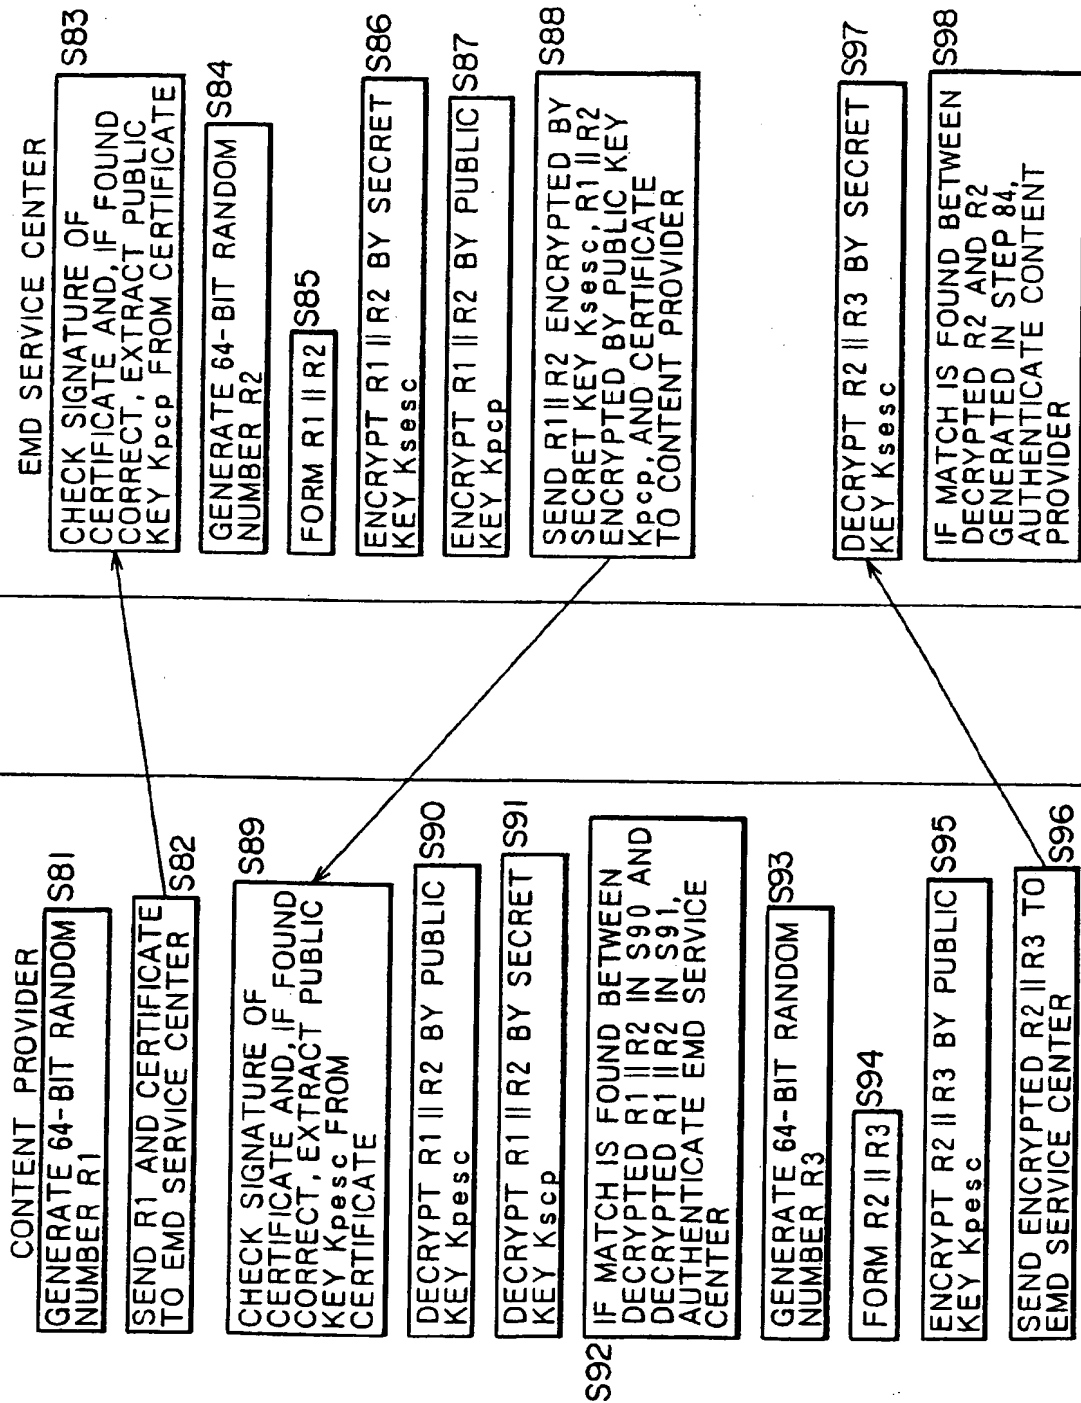 CONTENT PROVIDER
GENERATE 64-BIT RANDOM
NUMBER R1
S81
SEND R1 AND CERTIFICATE
TO EMD SERVICE CENTER
S82
CHECK SIGNATURE OF
CERTIFICATE AND, IF FOUND
CORRECT, EXTRACT PUBLIC
KEY Kpesc FROM
CERTIFICATE
S89
DECRYPT R1 || R2 BY PUBLIC
KEY Kpesc
S90
DECRYPT R1 || R2 BY SECRET
KEY Kscp
S91
S92
IF MATCH IS FOUND BETWEEN
DECRYPTED R1 || R2 IN S90 AND
DECRYPTED R1 || R2 IN S91,
AUTHENTICATE EMD SERVICE
CENTER
GENERATE 64-BIT RANDOM
NUMBER R3
S93
FORM R2 || R3
S94
ENCRYPT R2 || R3 BY PUBLIC
KEY Kpesc
S95
SEND ENCRYPTED R2 || R3 TO
EMD SERVICE CENTER
S96
EMD SERVICE CENTER
CHECK SIGNATURE OF
CERTIFICATE AND, IF FOUND
CORRECT, EXTRACT PUBLIC
KEY Kpcp FROM CERTIFICATE
S83
GENERATE 64-BIT RANDOM
NUMBER R2
S84
FORM R1 || R2
S85
ENCRYPT R1 || R2 BY SECRET
KEY Ksesc
S86
ENCRYPT R1 || R2 BY PUBLIC
KEY Kpcp
S87
SEND R1 || R2 ENCRYPTED BY
SECRET KEY Ksesc, R1 || R2
ENCRYPTED BY PUBLIC KEY
Kpcp, AND CERTIFICATE
TO CONTENT PROVIDER
S88
DECRYPT R2 || R3 BY SECRET
KEY Ksesc
S97
IF MATCH IS FOUND BETWEEN
DECRYPTED R2 AND R2
GENERATED IN STEP 84,
AUTHENTICATE CONTENT
PROVIDER
S98